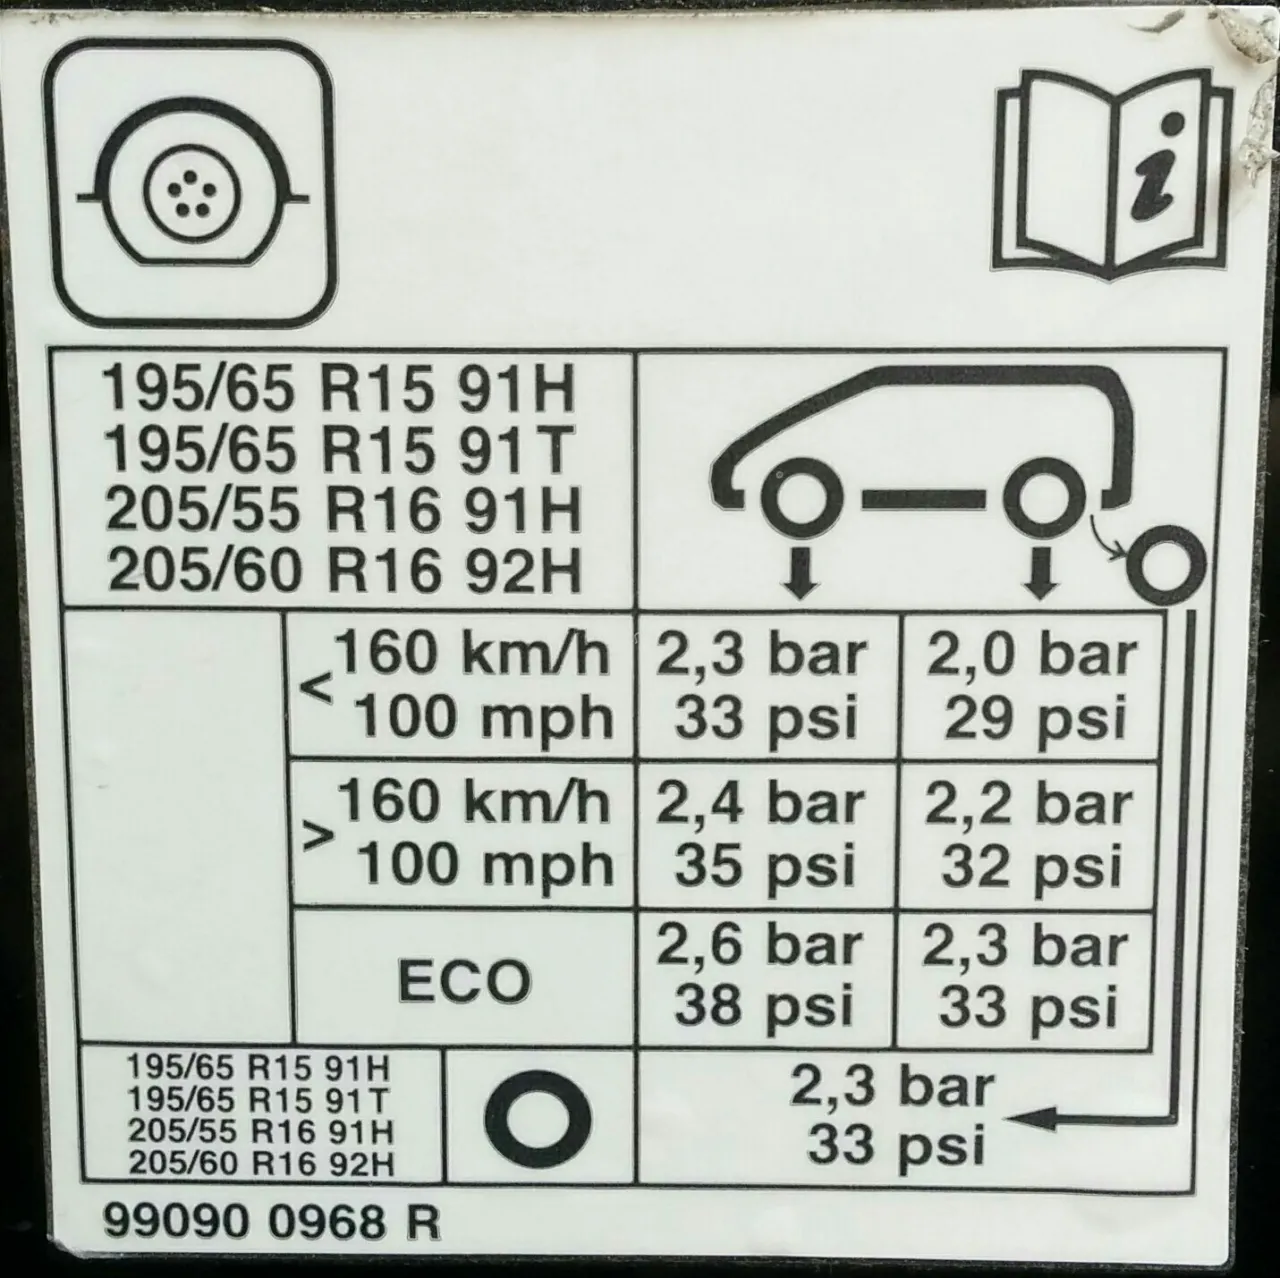 i
195/65 R15 91H
195/65 R15 91T
205/55 R16 91H
205/60 R16 92H
< 160 km/h 2,3 bar 2,0 bar
100 mph 33 psi 29 psi
> 160 km/h 2,4 bar 2,2 bar
100 mph 35 psi 32 psi
ECO 2,6 bar 2,3 bar
38 psi 33 psi
195/65 R15 91H
195/65 R15 91T
205/55 R16 91H
205/60 R16 92H
2,3 bar
33 psi
99090 0968 R